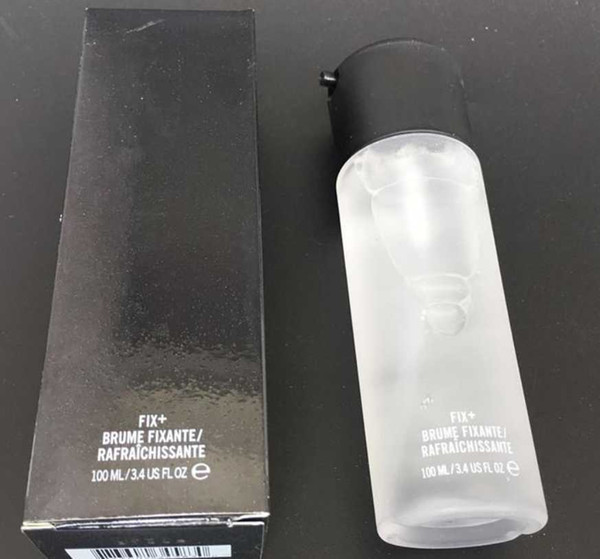 FIX+
BRUME FIXANTE/
RAFRAÎCHISSANTE
100 ML/3.4 US FL OZ e
FIX+
BRUME FIXANTE/
RAFRAÎCHISSANTE
100 ML/3.4 US FL OZ e